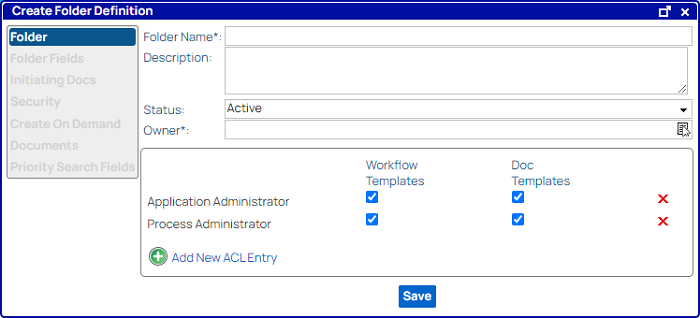 Create Folder Definition
Folder
Folder Fields
Initiating Docs
Security
Create On Demand
Documents
Priority Search Fields
Folder Name*:
Description:
Status:
Active
Owner*:
Workflow
Templates
Doc
Templates
Application Administrator
Process Administrator
Add New ACL Entry
Save